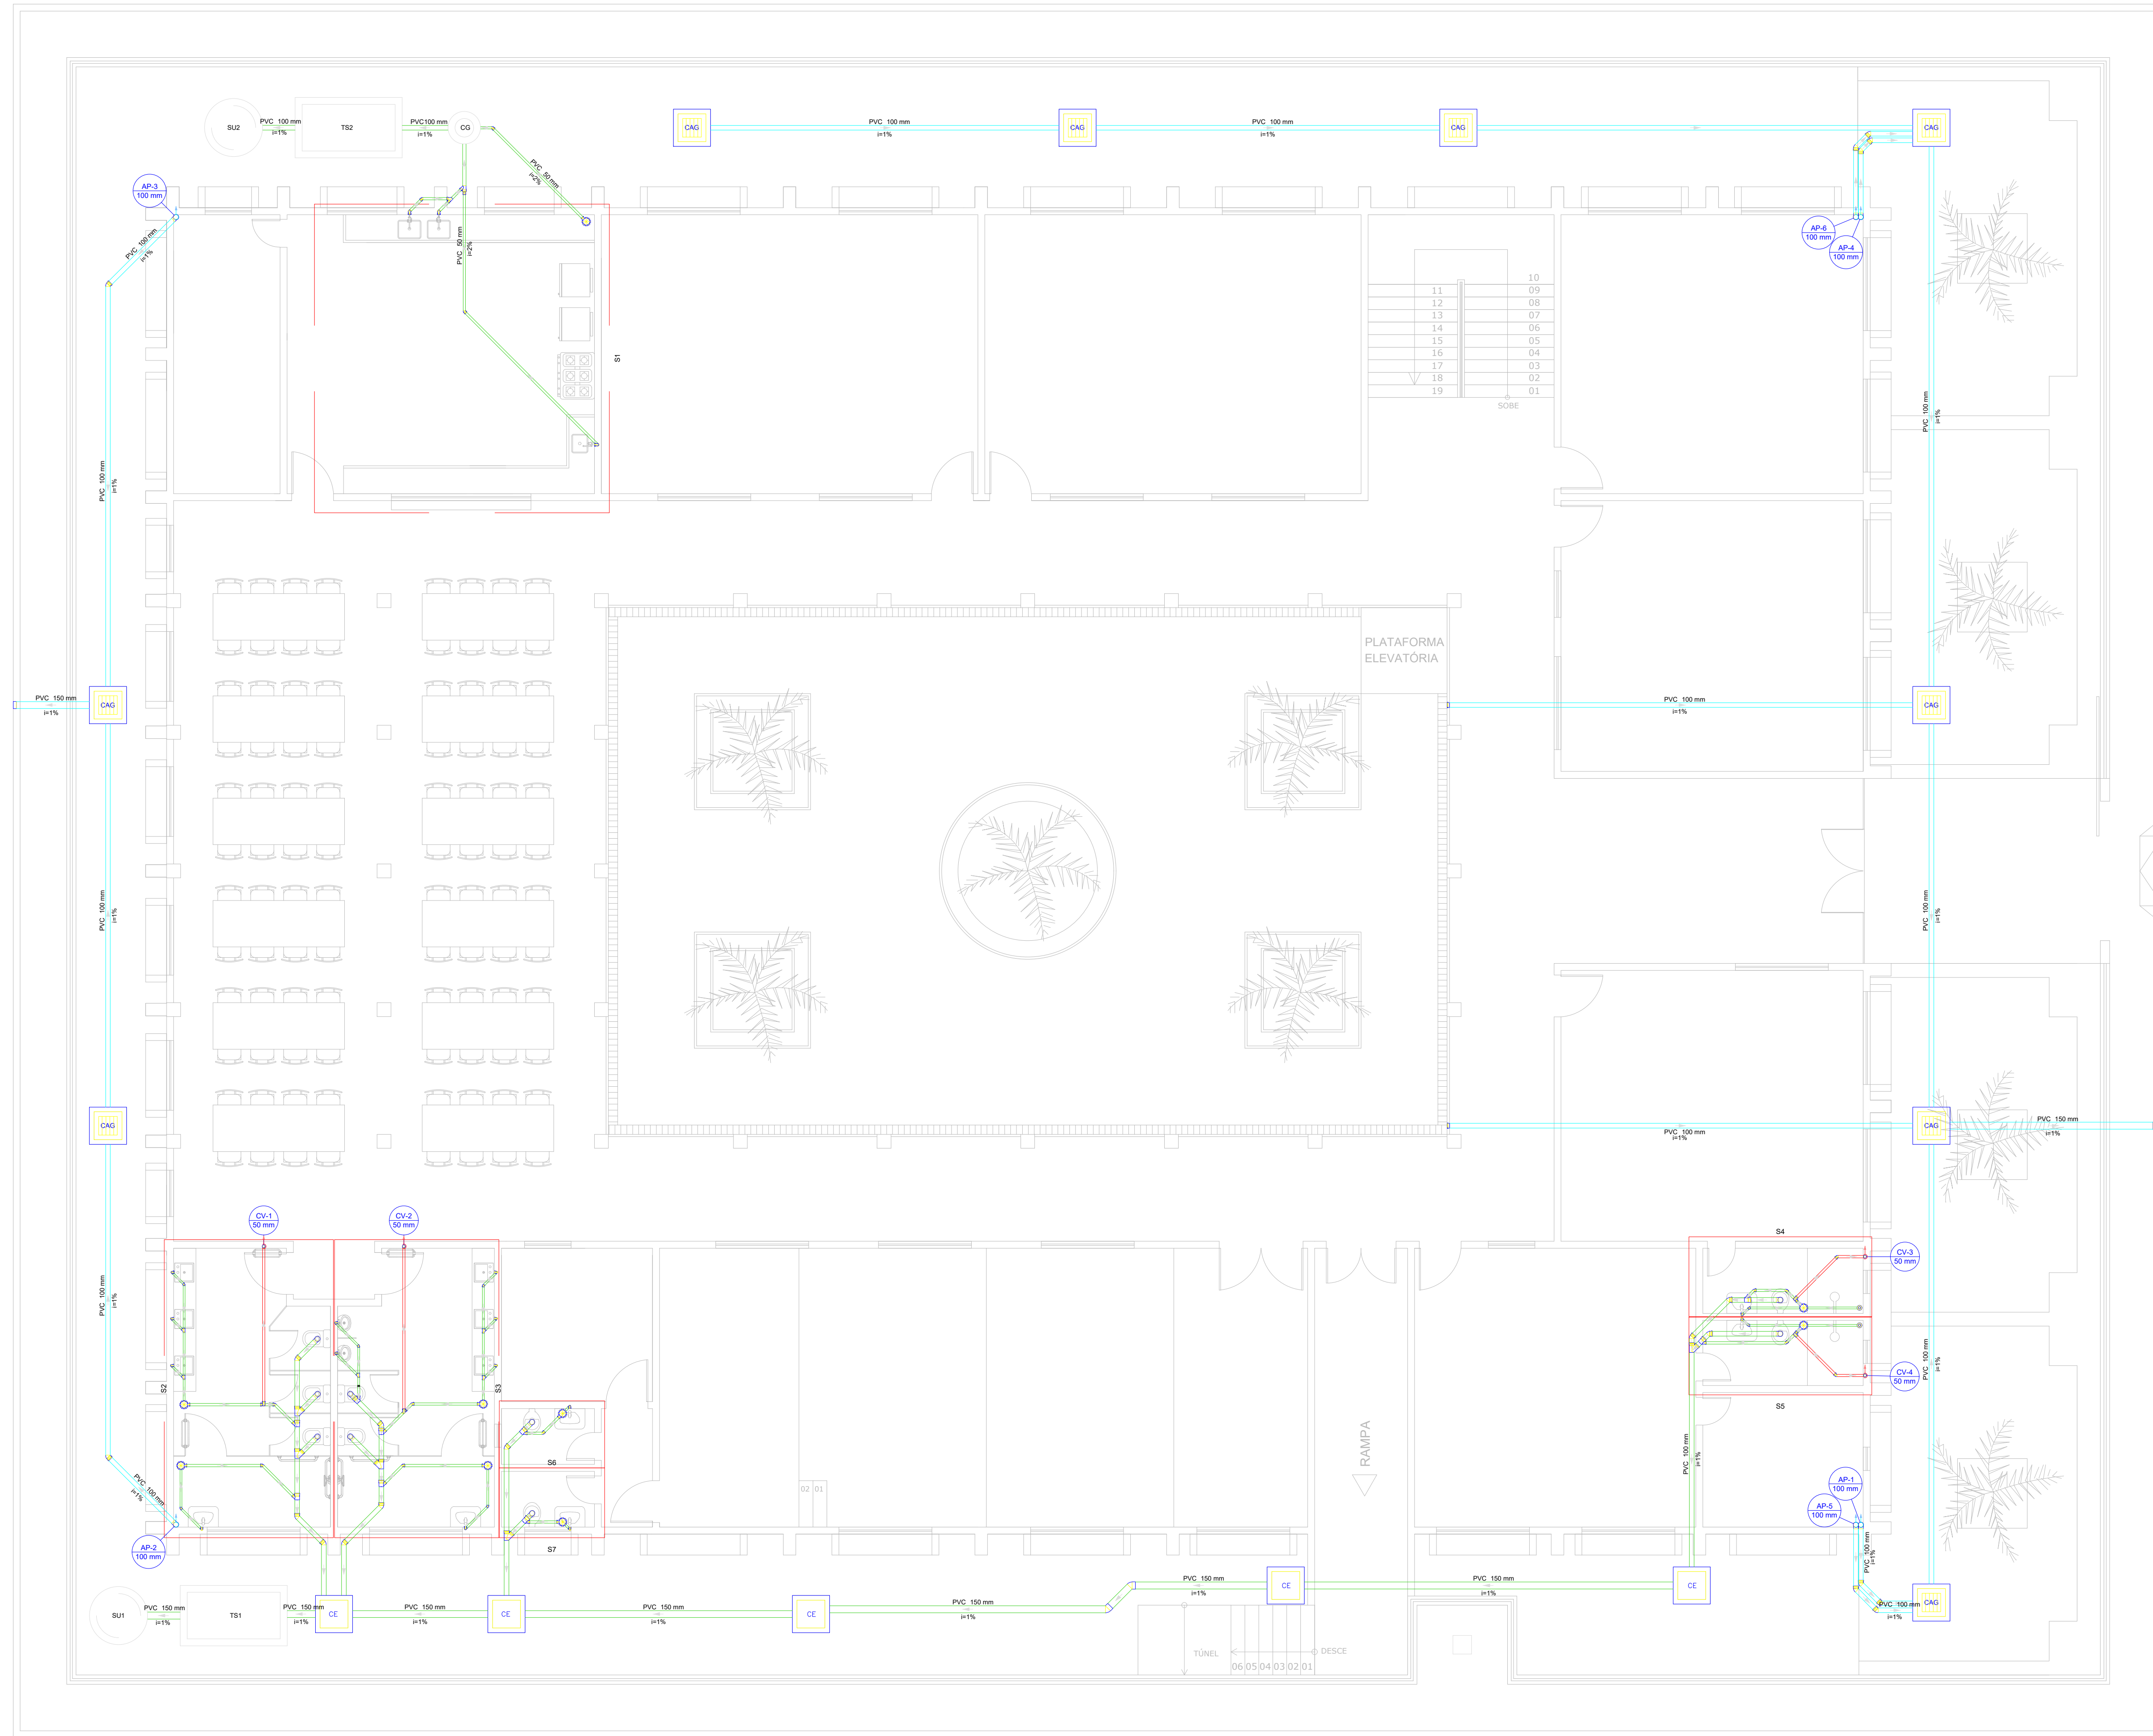 SU2
PVC 100 mm
i=1%
TS2
PVC100 mm
i=1%
CG
PVC 50 mm
i=2%
CAG
PVC 100 mm
i=1%
CAG
PVC 100 mm
i=1%
CAG
CAG
AP-3
100 mm
PVC 100 mm
i=1%
PVC 50 mm
i=2%
S1
AP-6
100 mm
AP-4
100 mm
10
11
09
12
08
13
07
14
06
15
05
16
04
17
03
18
02
19
01
SOBE
PVC 100 mm
i=1%
PVC 100 mm
i=1%
PLATAFORMA
ELEVATÓRIA
PVC 150 mm
i=1%
CAG
PVC 100 mm
i=1%
CAG
PVC 100 mm
i=1%
PVC 100 mm
i=1%
CAG
PVC 100 mm
i=1%
CAG
PVC 150 mm
i=1%
CV-1
50 mm
CV-2
50 mm
S4
CV-3
50 mm
PVC 100 mm
i=1%
PVC 100 mm
i=1%
S2
S3
CV-4
50 mm
S5
RAMPA
PVC 100 mm
i=1%
S6
PVC 100 mm
i=1%
02 01
AP-1
100 mm
AP-5
100 mm
AP-2
100 mm
S7
PVC 100 mm
i=1%
SU1
PVC 150 mm
i=1%
TS1
PVC 150 mm
i=1%
CE
PVC 150 mm
i=1%
CE
PVC 150 mm
i=1%
CE
PVC 150 mm
i=1%
PVC 150 mm
i=1%
CE
PVC 150 mm
i=1%
CE
PVC 100 mm
i=1%
CAG
TÚNEL
DESCE
06 05 04 03 02 01